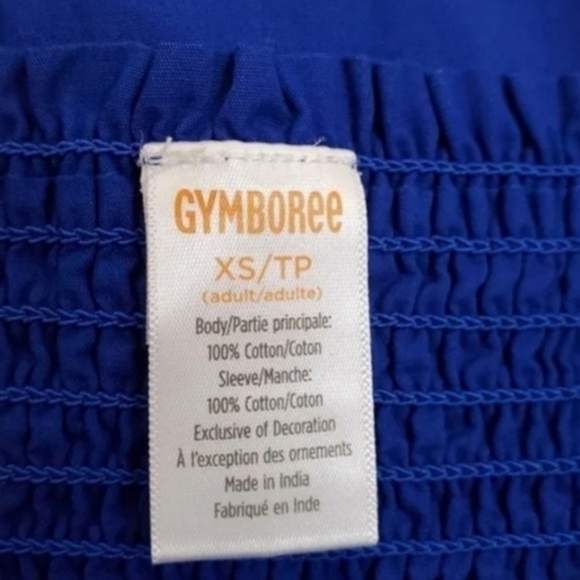 GYMBORee
XS/TP
(adult/adulte)
Body/Partie principale:
100% Cotton/Coton
Sleeve/Manche:
100% Cotton/Coton
Exclusive of Decoration
À l'exception des ornements
Made in India
Fabriqué en Inde